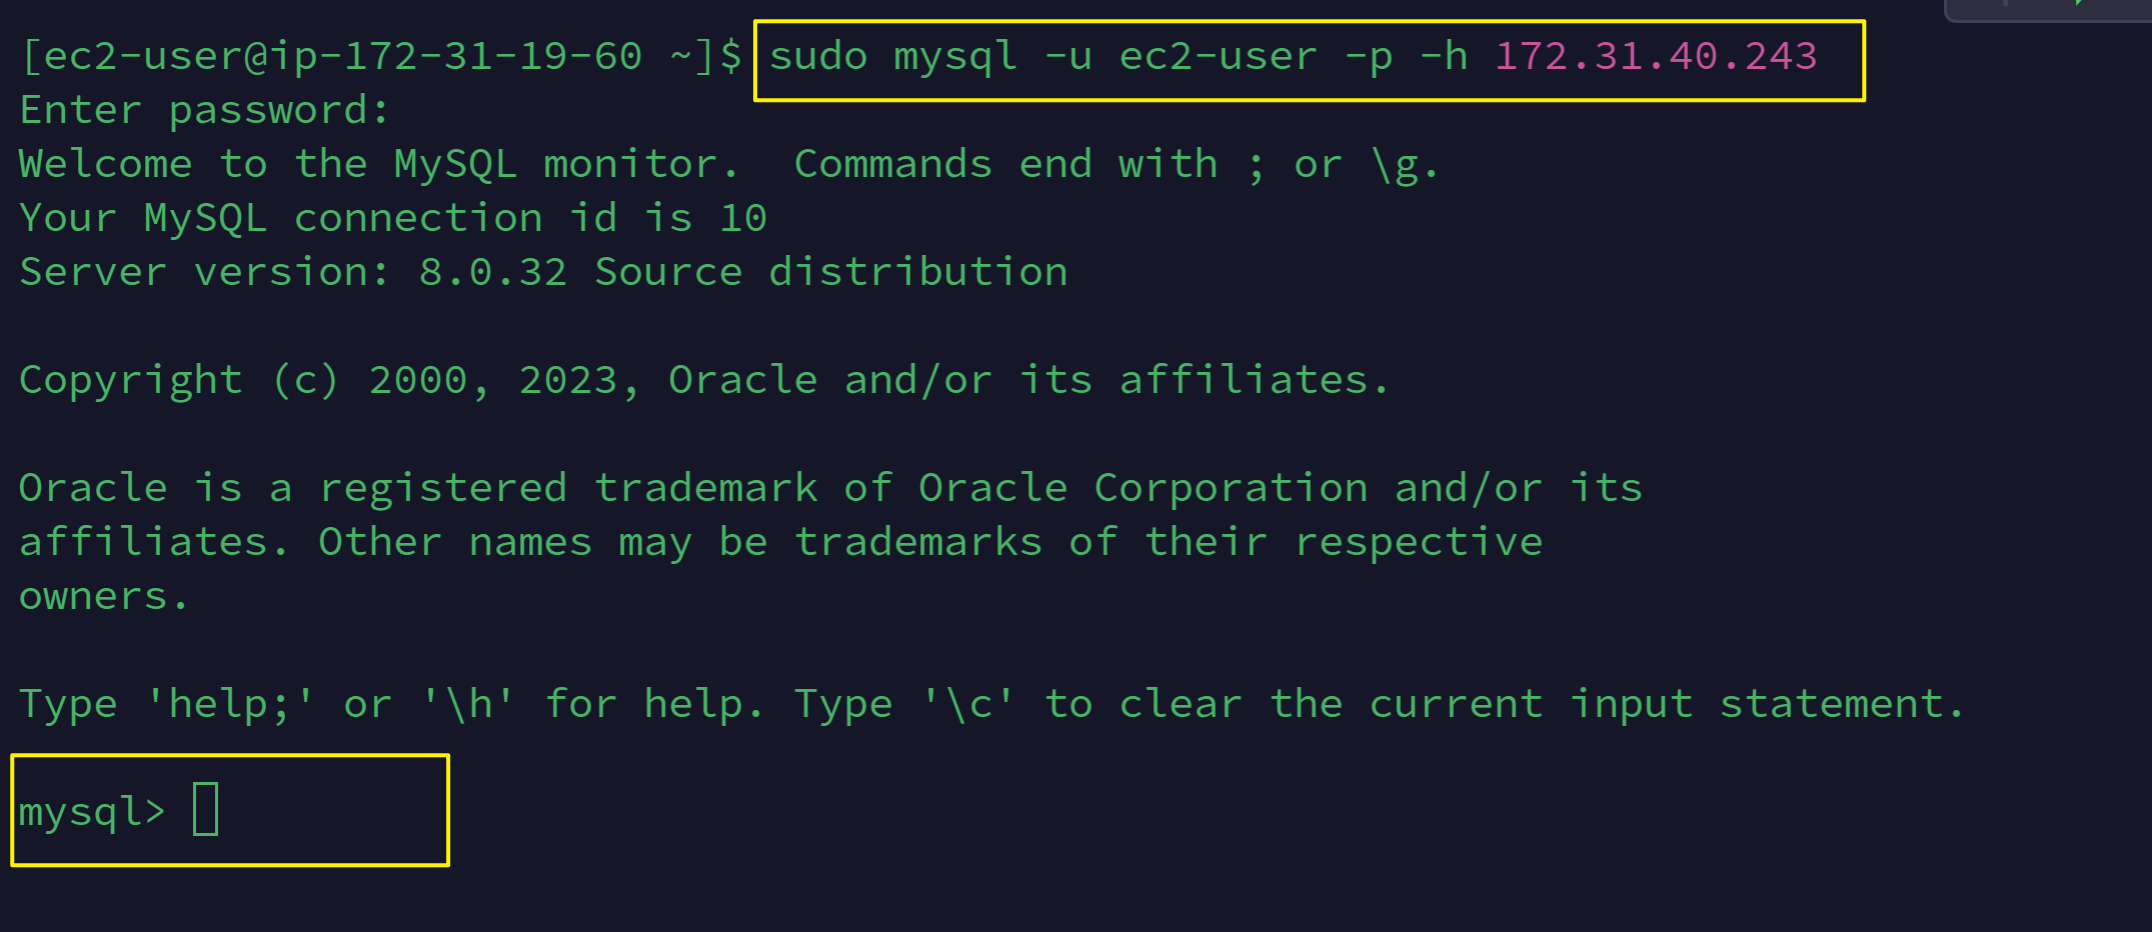 [ec2-user@ip-172-31-19-60 ~]$ sudo mysql -u ec2-user -p -h 172.31.40.243
Enter password:
Welcome to the MySQL monitor.  Commands end with ; or \g.
Your MySQL connection id is 10
Server version: 8.0.32 Source distribution

Copyright (c) 2000, 2023, Oracle and/or its affiliates.

Oracle is a registered trademark of Oracle Corporation and/or its
affiliates. Other names may be trademarks of their respective
owners.

Type 'help;' or '\h' for help. Type '\c' to clear the current input statement.

mysql>